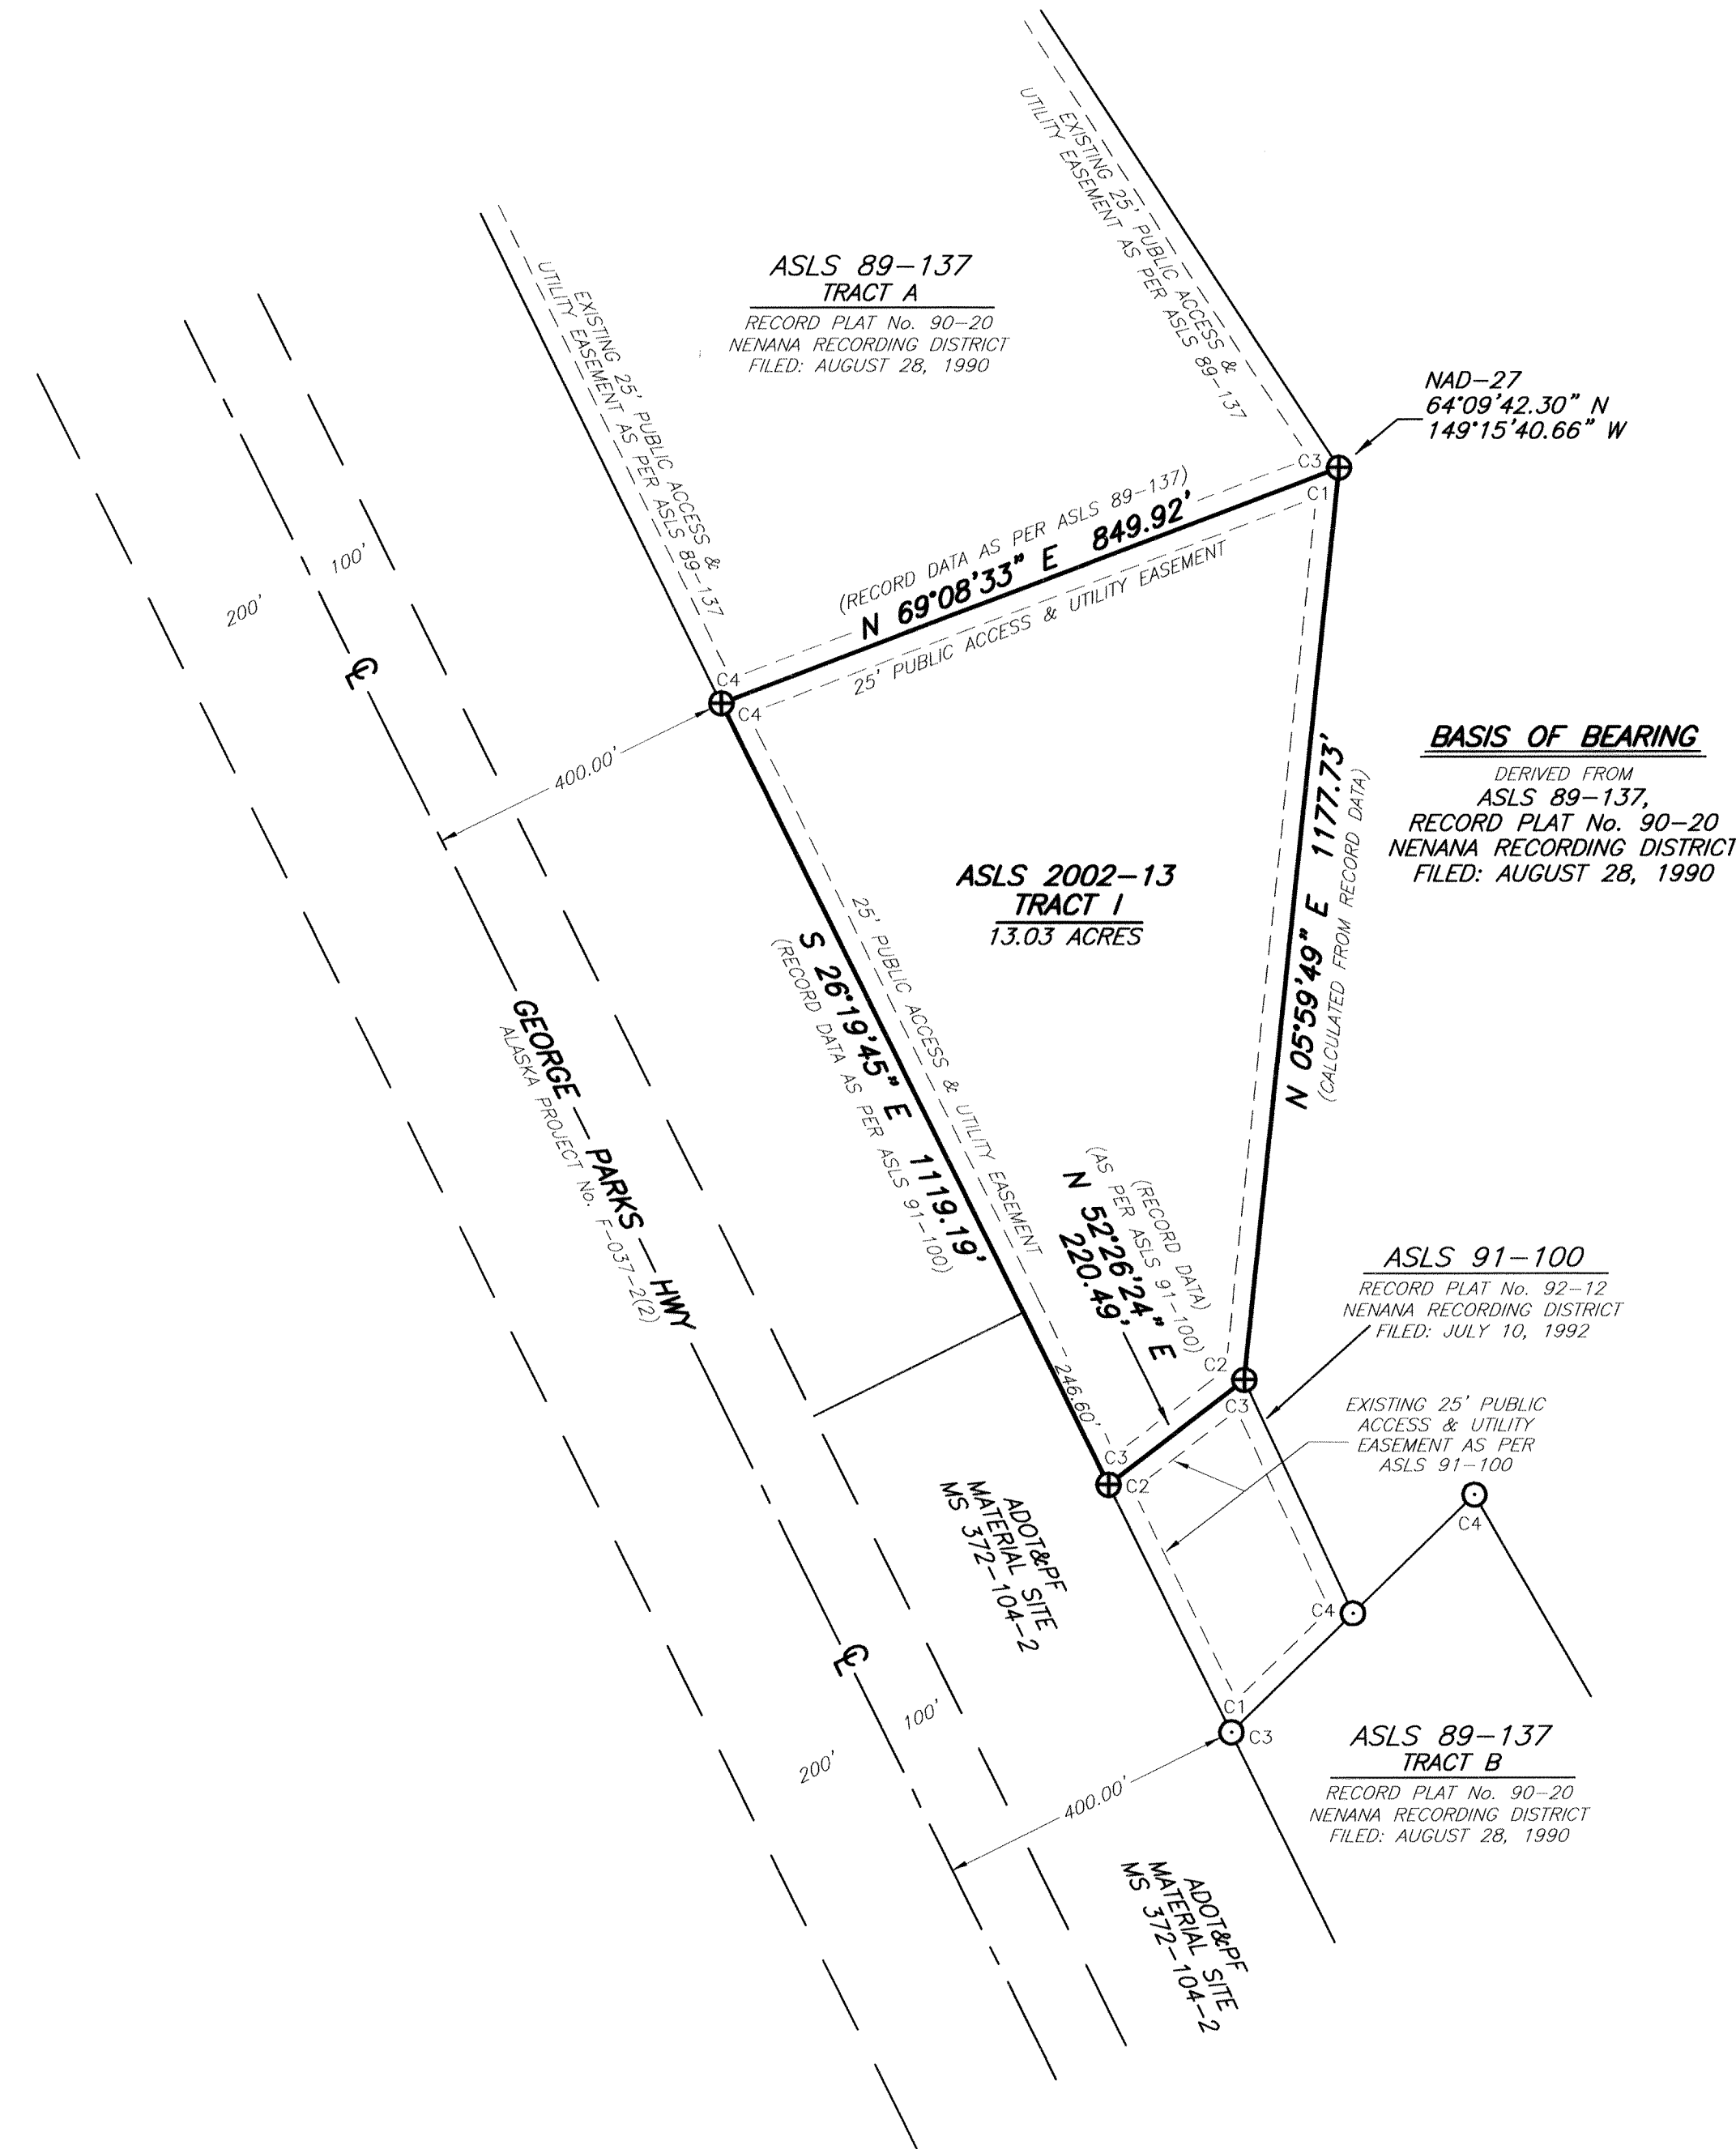 EXISTING 25' PUBLIC ACCESS &
UTILITY EASEMENT AS PER ASLS 89-137
EXISTING 25' PUBLIC ACCESS &
UTILITY EASEMENT AS PER ASLS 89-137
ASLS 89-137
TRACT A
RECORD PLAT No. 90-20
NENANA RECORDING DISTRICT
FILED: AUGUST 28, 1990
NAD-27
64°09'42.30" N
149°15'40.66" W
C3
C1
(RECORD DATA AS PER ASLS 89-137)
N 69°08'33" E 849.92'
25' PUBLIC ACCESS & UTILITY EASEMENT
C4
C4
100'
200'
CL
400.00'
BASIS OF BEARING
DERIVED FROM
ASLS 89-137,
RECORD PLAT No. 90-20
NENANA RECORDING DISTRICT
FILED: AUGUST 28, 1990
ASLS 2002-13
TRACT I
13.03 ACRES
N 05°59'49" E 1177.73'
(CALCULATED FROM RECORD DATA)
25' PUBLIC ACCESS & UTILITY EASEMENT
246.60'
S 26°19'45" E 1119.19'
(RECORD DATA AS PER ASLS 91-100)
GEORGE PARKS HWY
ALASKA PROJECT No. F-037-2(2)
(RECORD DATA)
(AS PER ASLS 91-100)
N 52°26'24" E
220.49'
ASLS 91-100
RECORD PLAT No. 92-12
NENANA RECORDING DISTRICT
FILED: JULY 10, 1992
C2
C3
EXISTING 25' PUBLIC
ACCESS & UTILITY
EASEMENT AS PER
ASLS 91-100
C3
C2
C4
C4
ADOT&PF
MATERIAL SITE
MS 372-104-2
CL
100'
200'
C1
C3
400.00'
ASLS 89-137
TRACT B
RECORD PLAT No. 90-20
NENANA RECORDING DISTRICT
FILED: AUGUST 28, 1990
ADOT&PF
MATERIAL SITE
MS 372-104-2